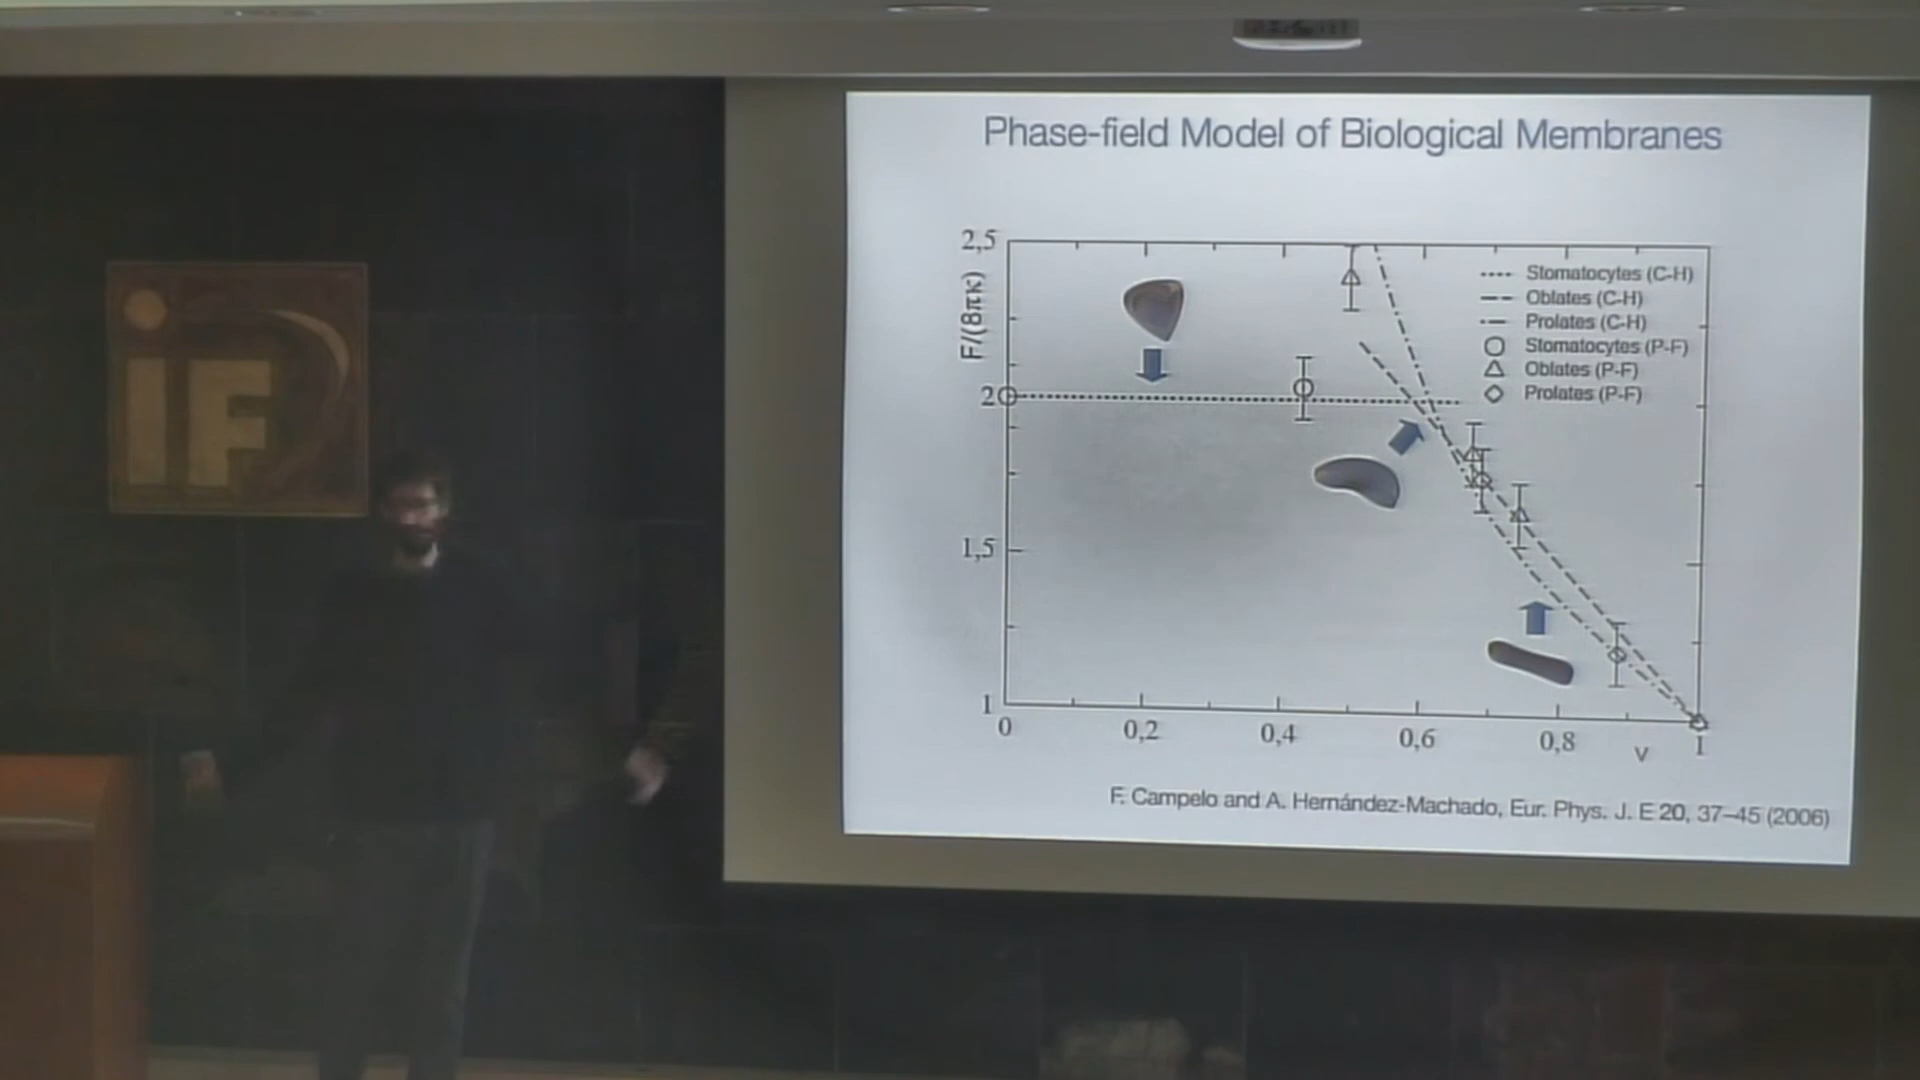 iF
Phase-field Model of Biological Membranes
F/(8πκ)
2,5
2
1,5
1
0
0,2
0,4
0,6
0,8
v
1
Stomatocytes (C-H)
Oblates (C-H)
Prolates (C-H)
Stomatocytes (P-F)
Oblates (P-F)
Prolates (P-F)
F. Campelo and A. Hernández-Machado, Eur. Phys. J. E 20, 37–45 (2006)